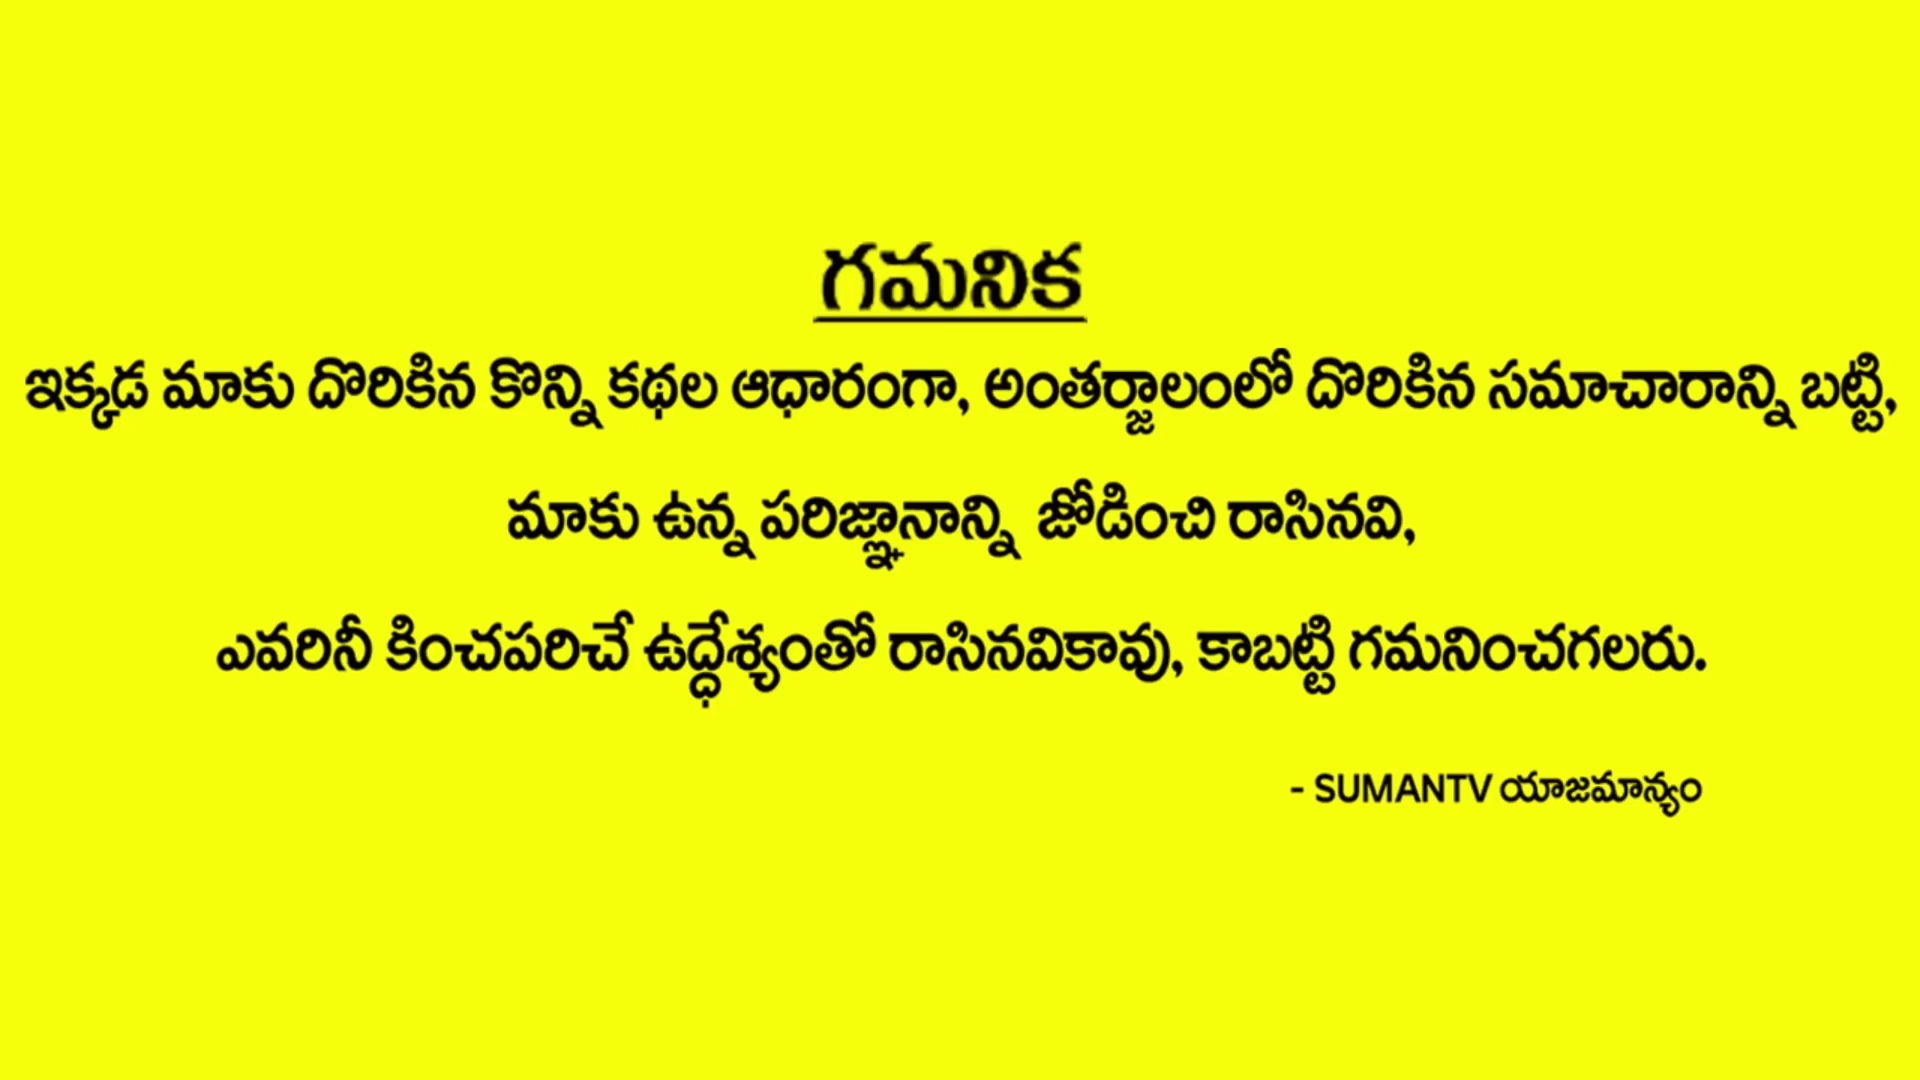 గమనిక
ఇక్కడ మాకు దొరికిన కొన్ని కథల ఆధారంగా, అంతర్జాలంలో దొరికిన సమాచారాన్ని బట్టి,
మాకు ఉన్న పరిజ్ఞానాన్ని జోడించి రాసినవి,
ఎవరినీ కించపరిచే ఉద్ధేశ్యంతో రాసినవికావు, కాబట్టి గమనించగలరు.
- SUMANTV యాజమాన్యం